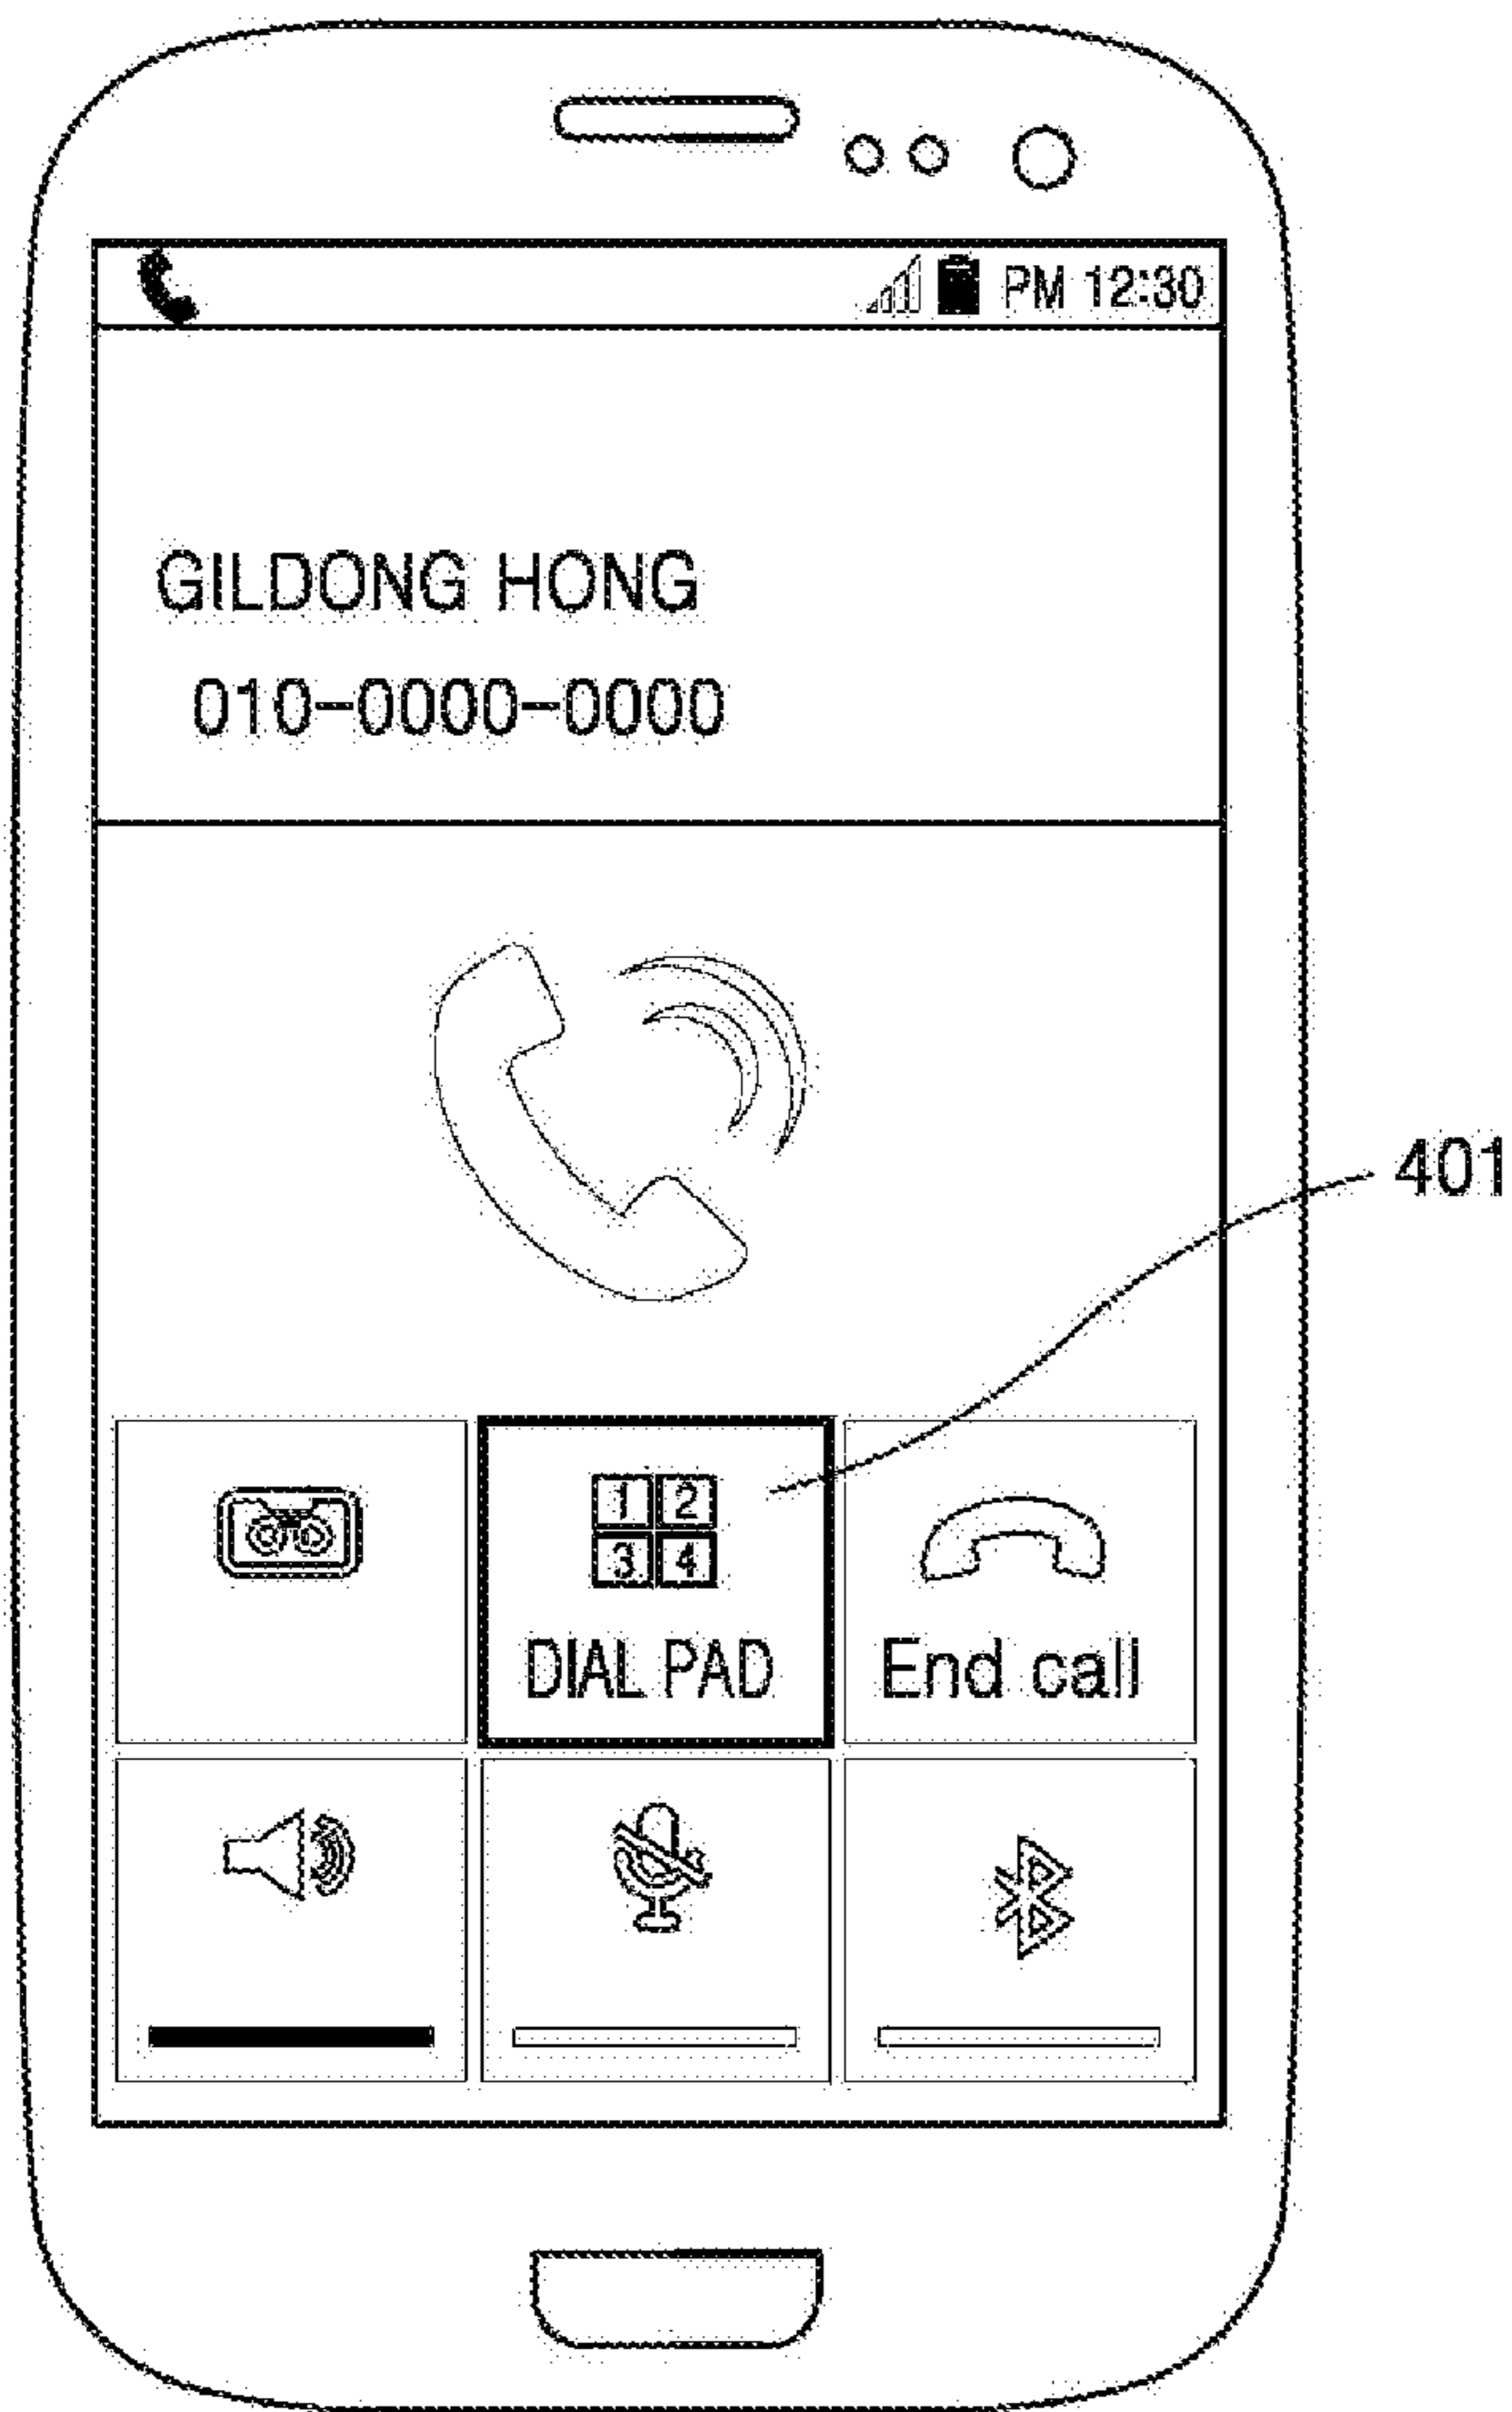 PM 12:30
GILDONG HONG
010-0000-0000
401
1 2
3 4
DIAL PAD
End call